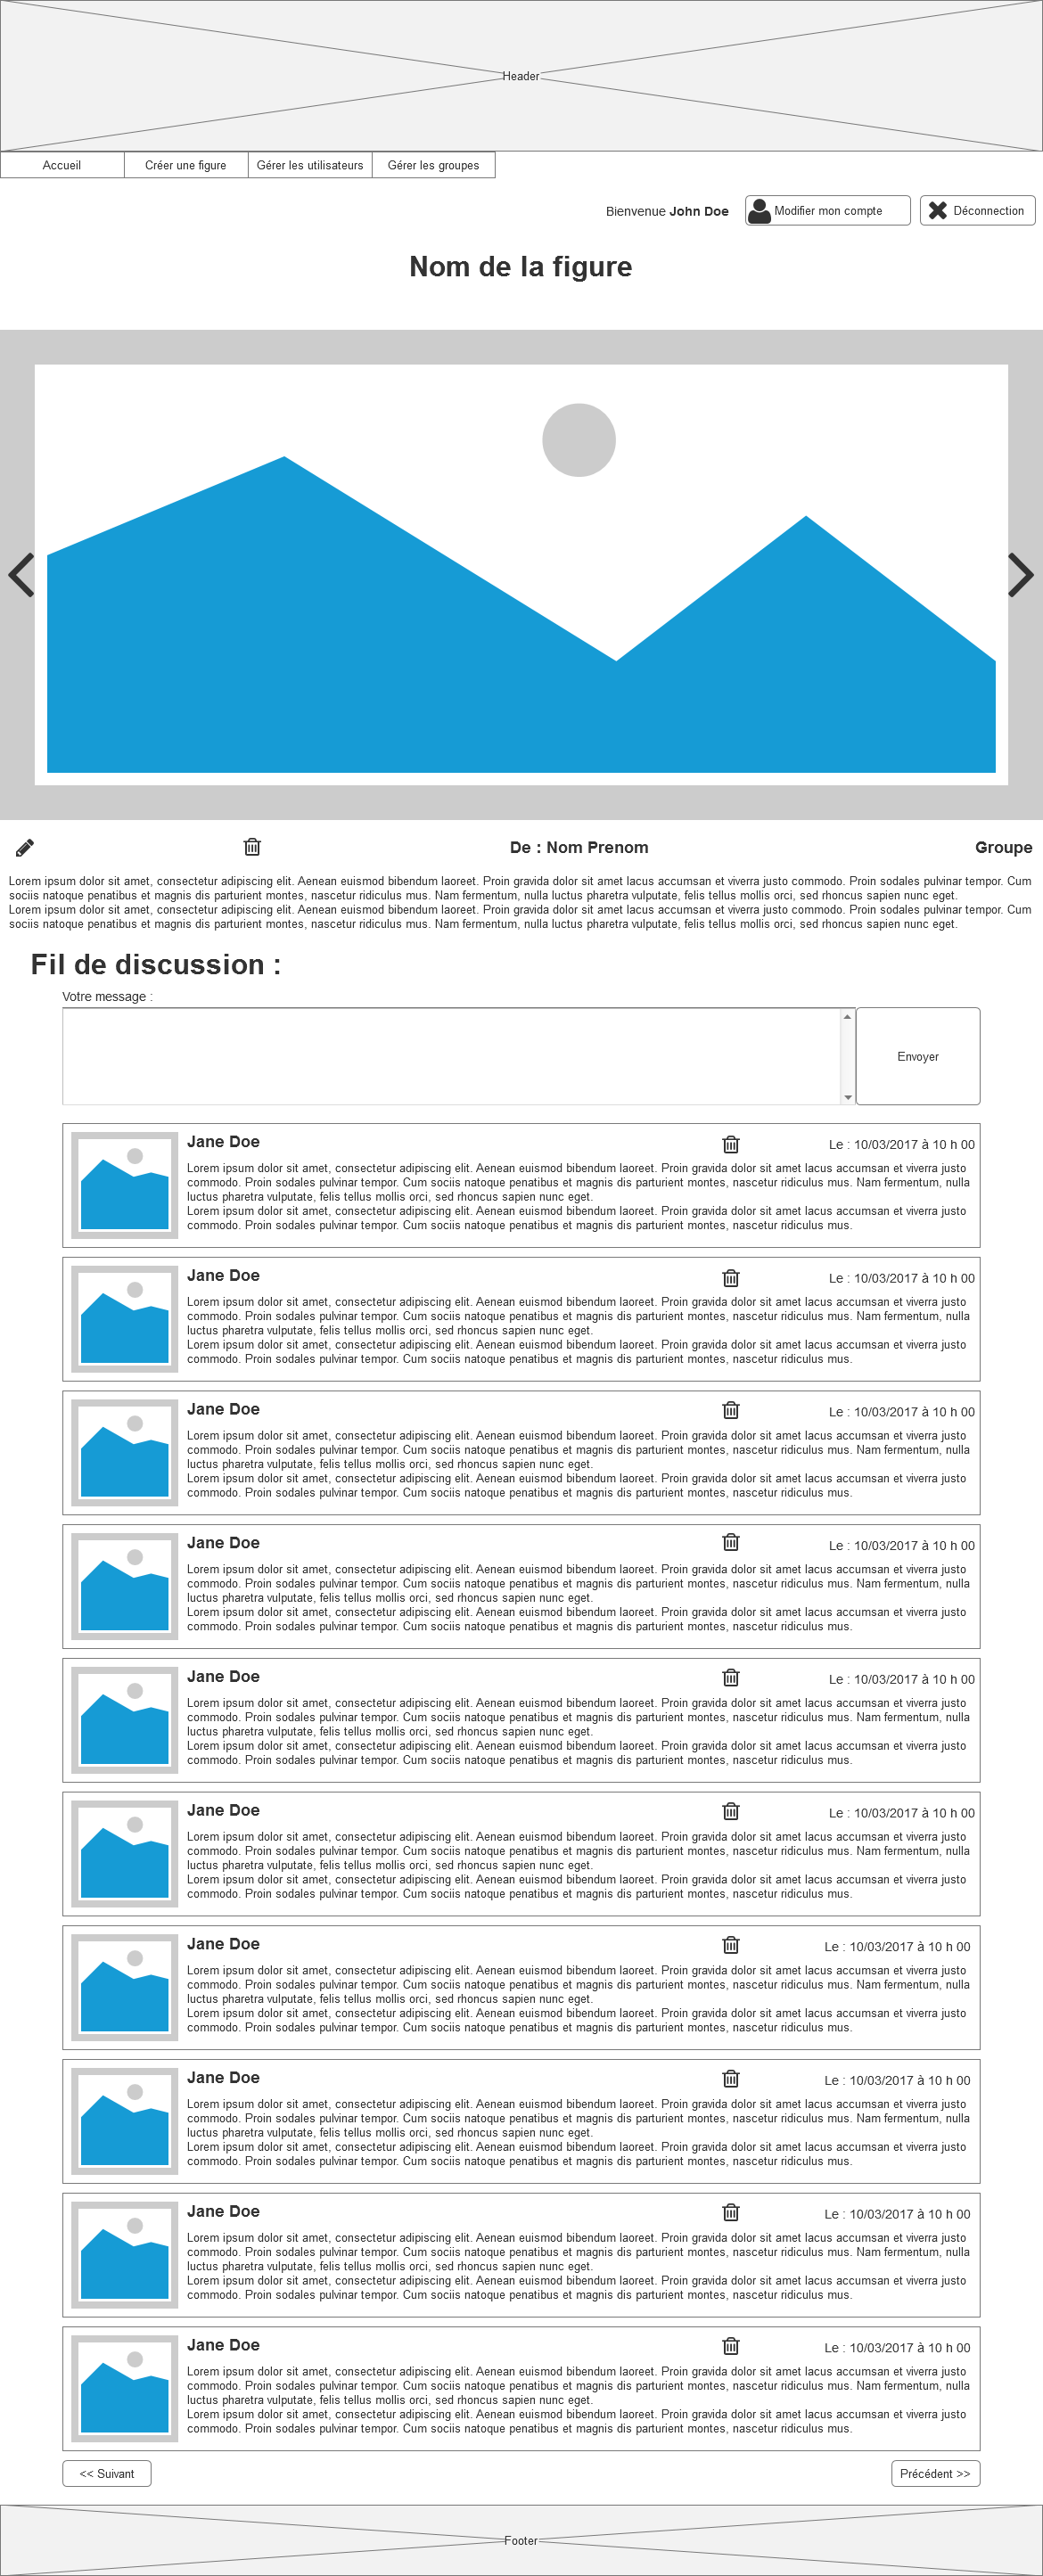 Header
Accueil
Créer une figure
Gérer les utilisateurs
Gérer les groupes
Bienvenue John Doe
Modifier mon compte
Déconnection
Nom de la figure
De : Nom Prenom
Groupe
Lorem ipsum dolor sit amet, consectetur adipiscing elit. Aenean euismod bibendum laoreet. Proin gravida dolor sit amet lacus accumsan et viverra justo commodo. Proin sodales pulvinar tempor. Cum
sociis natoque penatibus et magnis dis parturient montes, nascetur ridiculus mus. Nam fermentum, nulla luctus pharetra vulputate, felis tellus mollis orci, sed rhoncus sapien nunc eget.
Lorem ipsum dolor sit amet, consectetur adipiscing elit. Aenean euismod bibendum laoreet. Proin gravida dolor sit amet lacus accumsan et viverra justo commodo. Proin sodales pulvinar tempor. Cum
sociis natoque penatibus et magnis dis parturient montes, nascetur ridiculus mus. Nam fermentum, nulla luctus pharetra vulputate, felis tellus mollis orci, sed rhoncus sapien nunc eget.
Fil de discussion :
Votre message :
Envoyer
Jane Doe
Le : 10/03/2017 à 10 h 00
Lorem ipsum dolor sit amet, consectetur adipiscing elit. Aenean euismod bibendum laoreet. Proin gravida dolor sit amet lacus accumsan et viverra justo
commodo. Proin sodales pulvinar tempor. Cum sociis natoque penatibus et magnis dis parturient montes, nascetur ridiculus mus. Nam fermentum, nulla
luctus pharetra vulputate, felis tellus mollis orci, sed rhoncus sapien nunc eget.
Lorem ipsum dolor sit amet, consectetur adipiscing elit. Aenean euismod bibendum laoreet. Proin gravida dolor sit amet lacus accumsan et viverra justo
commodo. Proin sodales pulvinar tempor. Cum sociis natoque penatibus et magnis dis parturient montes, nascetur ridiculus mus.
Jane Doe
Le : 10/03/2017 à 10 h 00
Lorem ipsum dolor sit amet, consectetur adipiscing elit. Aenean euismod bibendum laoreet. Proin gravida dolor sit amet lacus accumsan et viverra justo
commodo. Proin sodales pulvinar tempor. Cum sociis natoque penatibus et magnis dis parturient montes, nascetur ridiculus mus. Nam fermentum, nulla
luctus pharetra vulputate, felis tellus mollis orci, sed rhoncus sapien nunc eget.
Lorem ipsum dolor sit amet, consectetur adipiscing elit. Aenean euismod bibendum laoreet. Proin gravida dolor sit amet lacus accumsan et viverra justo
commodo. Proin sodales pulvinar tempor. Cum sociis natoque penatibus et magnis dis parturient montes, nascetur ridiculus mus.
Jane Doe
Le : 10/03/2017 à 10 h 00
Lorem ipsum dolor sit amet, consectetur adipiscing elit. Aenean euismod bibendum laoreet. Proin gravida dolor sit amet lacus accumsan et viverra justo
commodo. Proin sodales pulvinar tempor. Cum sociis natoque penatibus et magnis dis parturient montes, nascetur ridiculus mus. Nam fermentum, nulla
luctus pharetra vulputate, felis tellus mollis orci, sed rhoncus sapien nunc eget.
Lorem ipsum dolor sit amet, consectetur adipiscing elit. Aenean euismod bibendum laoreet. Proin gravida dolor sit amet lacus accumsan et viverra justo
commodo. Proin sodales pulvinar tempor. Cum sociis natoque penatibus et magnis dis parturient montes, nascetur ridiculus mus.
Jane Doe
Le : 10/03/2017 à 10 h 00
Lorem ipsum dolor sit amet, consectetur adipiscing elit. Aenean euismod bibendum laoreet. Proin gravida dolor sit amet lacus accumsan et viverra justo
commodo. Proin sodales pulvinar tempor. Cum sociis natoque penatibus et magnis dis parturient montes, nascetur ridiculus mus. Nam fermentum, nulla
luctus pharetra vulputate, felis tellus mollis orci, sed rhoncus sapien nunc eget.
Lorem ipsum dolor sit amet, consectetur adipiscing elit. Aenean euismod bibendum laoreet. Proin gravida dolor sit amet lacus accumsan et viverra justo
commodo. Proin sodales pulvinar tempor. Cum sociis natoque penatibus et magnis dis parturient montes, nascetur ridiculus mus.
Jane Doe
Le : 10/03/2017 à 10 h 00
Lorem ipsum dolor sit amet, consectetur adipiscing elit. Aenean euismod bibendum laoreet. Proin gravida dolor sit amet lacus accumsan et viverra justo
commodo. Proin sodales pulvinar tempor. Cum sociis natoque penatibus et magnis dis parturient montes, nascetur ridiculus mus. Nam fermentum, nulla
luctus pharetra vulputate, felis tellus mollis orci, sed rhoncus sapien nunc eget.
Lorem ipsum dolor sit amet, consectetur adipiscing elit. Aenean euismod bibendum laoreet. Proin gravida dolor sit amet lacus accumsan et viverra justo
commodo. Proin sodales pulvinar tempor. Cum sociis natoque penatibus et magnis dis parturient montes, nascetur ridiculus mus.
Jane Doe
Le : 10/03/2017 à 10 h 00
Lorem ipsum dolor sit amet, consectetur adipiscing elit. Aenean euismod bibendum laoreet. Proin gravida dolor sit amet lacus accumsan et viverra justo
commodo. Proin sodales pulvinar tempor. Cum sociis natoque penatibus et magnis dis parturient montes, nascetur ridiculus mus. Nam fermentum, nulla
luctus pharetra vulputate, felis tellus mollis orci, sed rhoncus sapien nunc eget.
Lorem ipsum dolor sit amet, consectetur adipiscing elit. Aenean euismod bibendum laoreet. Proin gravida dolor sit amet lacus accumsan et viverra justo
commodo. Proin sodales pulvinar tempor. Cum sociis natoque penatibus et magnis dis parturient montes, nascetur ridiculus mus.
Jane Doe
Le : 10/03/2017 à 10 h 00
Lorem ipsum dolor sit amet, consectetur adipiscing elit. Aenean euismod bibendum laoreet. Proin gravida dolor sit amet lacus accumsan et viverra justo
commodo. Proin sodales pulvinar tempor. Cum sociis natoque penatibus et magnis dis parturient montes, nascetur ridiculus mus. Nam fermentum, nulla
luctus pharetra vulputate, felis tellus mollis orci, sed rhoncus sapien nunc eget.
Lorem ipsum dolor sit amet, consectetur adipiscing elit. Aenean euismod bibendum laoreet. Proin gravida dolor sit amet lacus accumsan et viverra justo
commodo. Proin sodales pulvinar tempor. Cum sociis natoque penatibus et magnis dis parturient montes, nascetur ridiculus mus.
Jane Doe
Le : 10/03/2017 à 10 h 00
Lorem ipsum dolor sit amet, consectetur adipiscing elit. Aenean euismod bibendum laoreet. Proin gravida dolor sit amet lacus accumsan et viverra justo
commodo. Proin sodales pulvinar tempor. Cum sociis natoque penatibus et magnis dis parturient montes, nascetur ridiculus mus. Nam fermentum, nulla
luctus pharetra vulputate, felis tellus mollis orci, sed rhoncus sapien nunc eget.
Lorem ipsum dolor sit amet, consectetur adipiscing elit. Aenean euismod bibendum laoreet. Proin gravida dolor sit amet lacus accumsan et viverra justo
commodo. Proin sodales pulvinar tempor. Cum sociis natoque penatibus et magnis dis parturient montes, nascetur ridiculus mus.
Jane Doe
Le : 10/03/2017 à 10 h 00
Lorem ipsum dolor sit amet, consectetur adipiscing elit. Aenean euismod bibendum laoreet. Proin gravida dolor sit amet lacus accumsan et viverra justo
commodo. Proin sodales pulvinar tempor. Cum sociis natoque penatibus et magnis dis parturient montes, nascetur ridiculus mus. Nam fermentum, nulla
luctus pharetra vulputate, felis tellus mollis orci, sed rhoncus sapien nunc eget.
Lorem ipsum dolor sit amet, consectetur adipiscing elit. Aenean euismod bibendum laoreet. Proin gravida dolor sit amet lacus accumsan et viverra justo
commodo. Proin sodales pulvinar tempor. Cum sociis natoque penatibus et magnis dis parturient montes, nascetur ridiculus mus.
Jane Doe
Le : 10/03/2017 à 10 h 00
Lorem ipsum dolor sit amet, consectetur adipiscing elit. Aenean euismod bibendum laoreet. Proin gravida dolor sit amet lacus accumsan et viverra justo
commodo. Proin sodales pulvinar tempor. Cum sociis natoque penatibus et magnis dis parturient montes, nascetur ridiculus mus. Nam fermentum, nulla
luctus pharetra vulputate, felis tellus mollis orci, sed rhoncus sapien nunc eget.
Lorem ipsum dolor sit amet, consectetur adipiscing elit. Aenean euismod bibendum laoreet. Proin gravida dolor sit amet lacus accumsan et viverra justo
commodo. Proin sodales pulvinar tempor. Cum sociis natoque penatibus et magnis dis parturient montes, nascetur ridiculus mus.
<< Suivant
Précédent >>
Footer